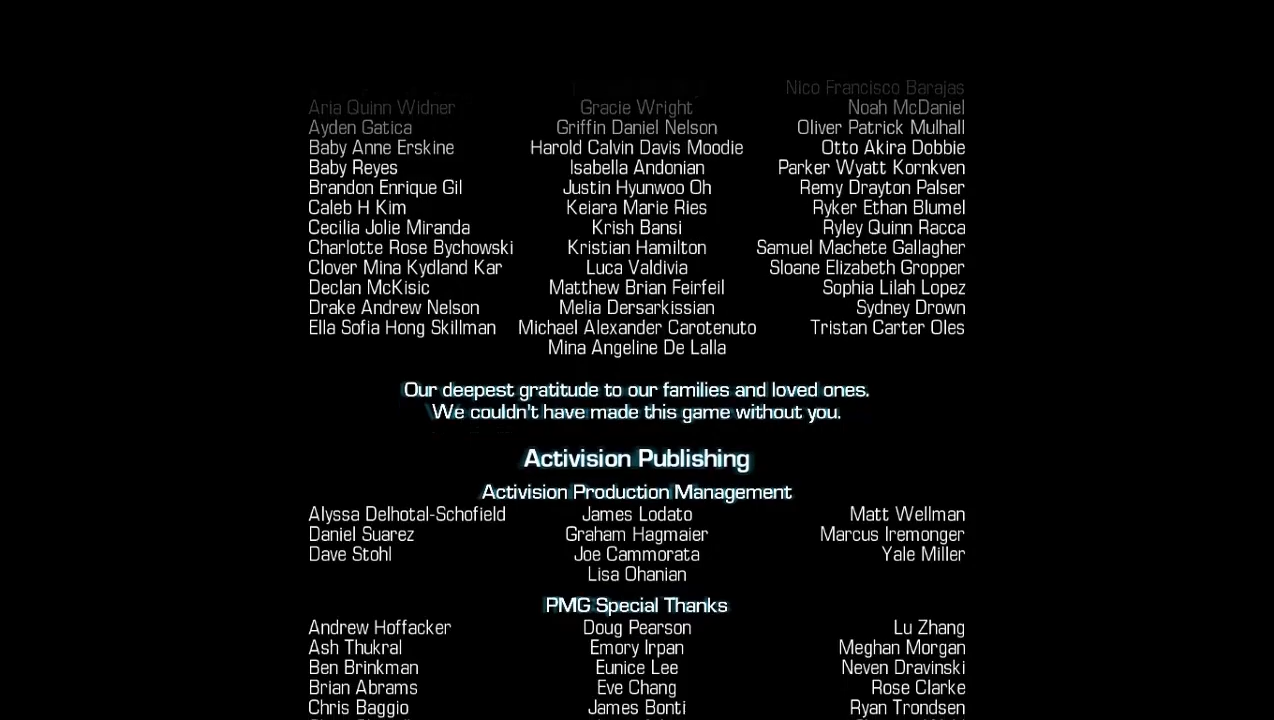 Nico Francisco Barajas
Aria Quinn Widner Gracie Wright Noah McDaniel
Ayden Gatica Griffin Daniel Nelson Oliver Patrick Mulhall
Baby Anne Erskine Harold Calvin Davis Moodie Otto Akira Dobbie
Baby Reyes Isabella Andonian Parker Wyatt Kornkven
Brandon Enrique Gil Justin Hyunwoo Oh Remy Drayton Palser
Caleb H Kim Keiara Marie Ries Ryker Ethan Blumel
Cecilia Jolie Miranda Krish Bansi Ryley Quinn Racca
Charlotte Rose Bychowski Kristian Hamilton Samuel Machete Gallagher
Clover Mina Kydland Kar Luca Valdivia Sloane Elizabeth Gropper
Declan McKisic Matthew Brian Feirfeil Sophia Lilah Lopez
Drake Andrew Nelson Melia Dersarkissian Sydney Drown
Ella Sofia Hong Skillman Michael Alexander Carotenuto Tristan Carter Oles
Mina Angeline De Lalla
Our deepest gratitude to our families and loved ones.
We couldn't have made this game without you.
Activision Publishing
Activision Production Management
Alyssa Delhotal-Schofield James Lodato Matt Wellman
Daniel Suarez Graham Hagmaier Marcus Iremonger
Dave Stohl Joe Cammorata Yale Miller
Lisa Ohanian
PMG Special Thanks
Andrew Hoffacker Doug Pearson Lu Zhang
Ash Thukral Emory Irpan Meghan Morgan
Ben Brinkman Eunice Lee Neven Dravinski
Brian Abrams Eve Chang Rose Clarke
Chris Baggio James Bonti Ryan Trondsen